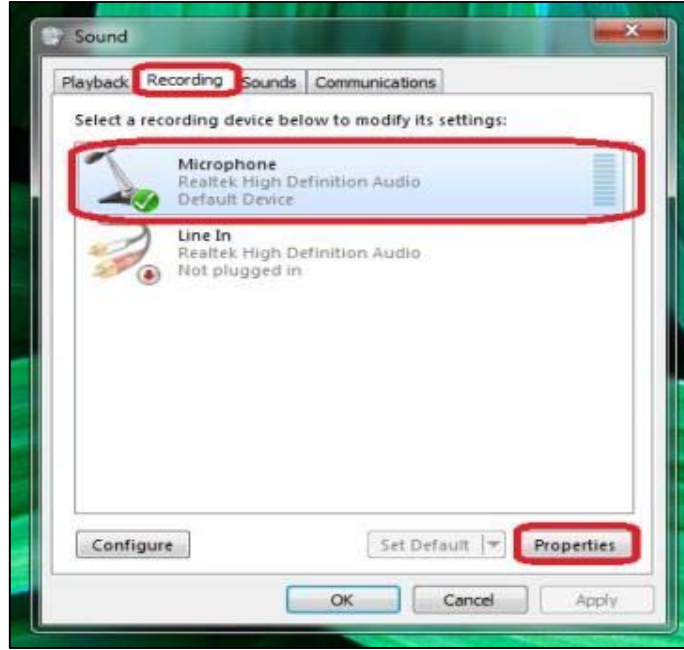 Sound
Playback Recording Sounds Communications
Select a recording device below to modify its settings:
Microphone
Realtek High Definition Audio
Default Device
Line In
Realtek High Definition Audio
Not plugged in
Configure Set Default Properties
OK Cancel Apply